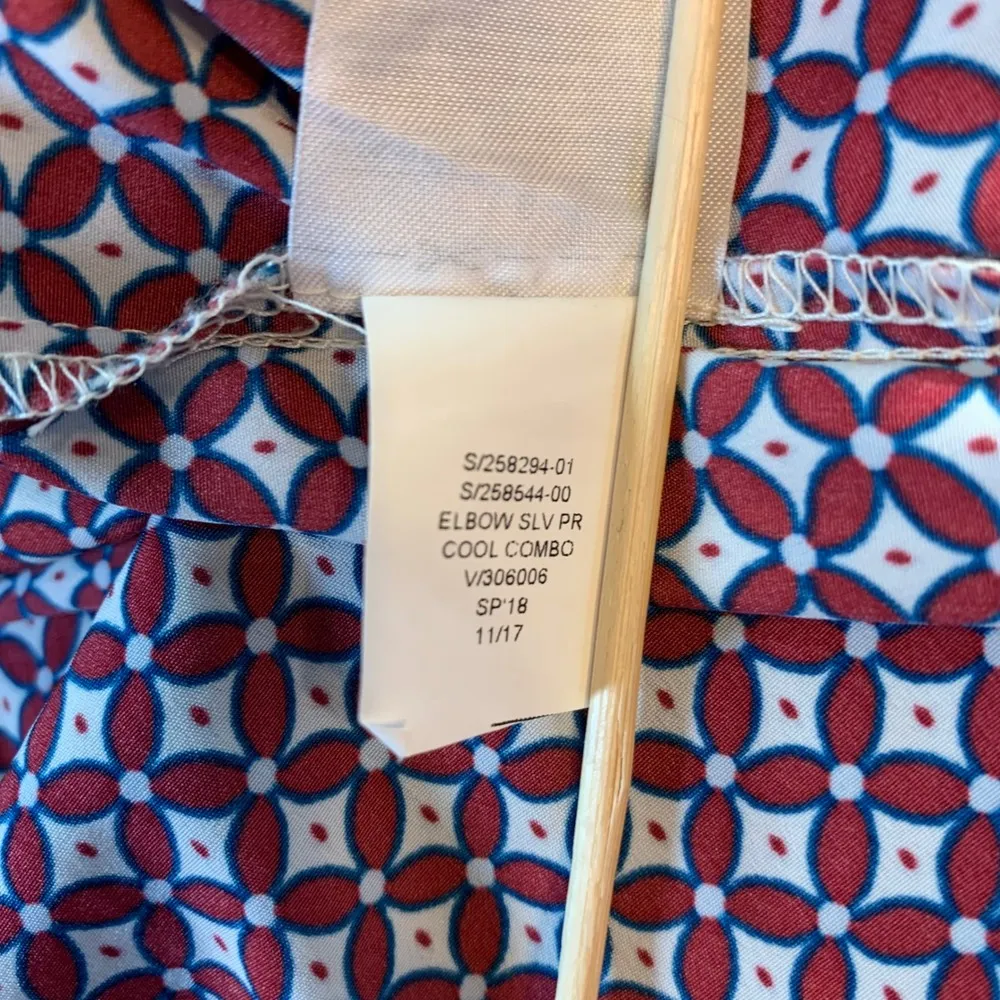 S/258294-01
S/258544-00
ELBOW SLV PR
COOL COMBO
V/306006
SP'18
11/17